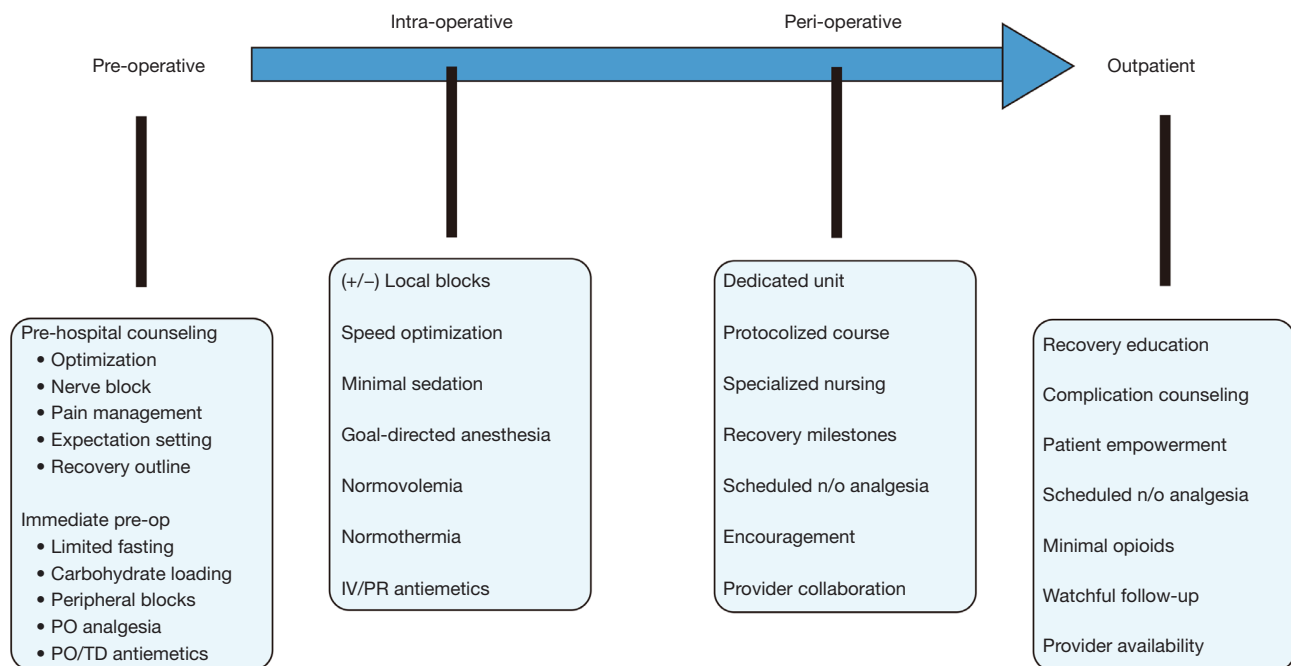 Pre-operative
Intra-operative
Peri-operative
Outpatient
Pre-hospital counseling
• Optimization
• Nerve block
• Pain management
• Expectation setting
• Recovery outline
Immediate pre-op
• Limited fasting
• Carbohydrate loading
• Peripheral blocks
• PO analgesia
• PO/TD antiemetics
(+/−) Local blocks
Speed optimization
Minimal sedation
Goal-directed anesthesia
Normovolemia
Normothermia
IV/PR antiemetics
Dedicated unit
Protocolized course
Specialized nursing
Recovery milestones
Scheduled n/o analgesia
Encouragement
Provider collaboration
Recovery education
Complication counseling
Patient empowerment
Scheduled n/o analgesia
Minimal opioids
Watchful follow-up
Provider availability